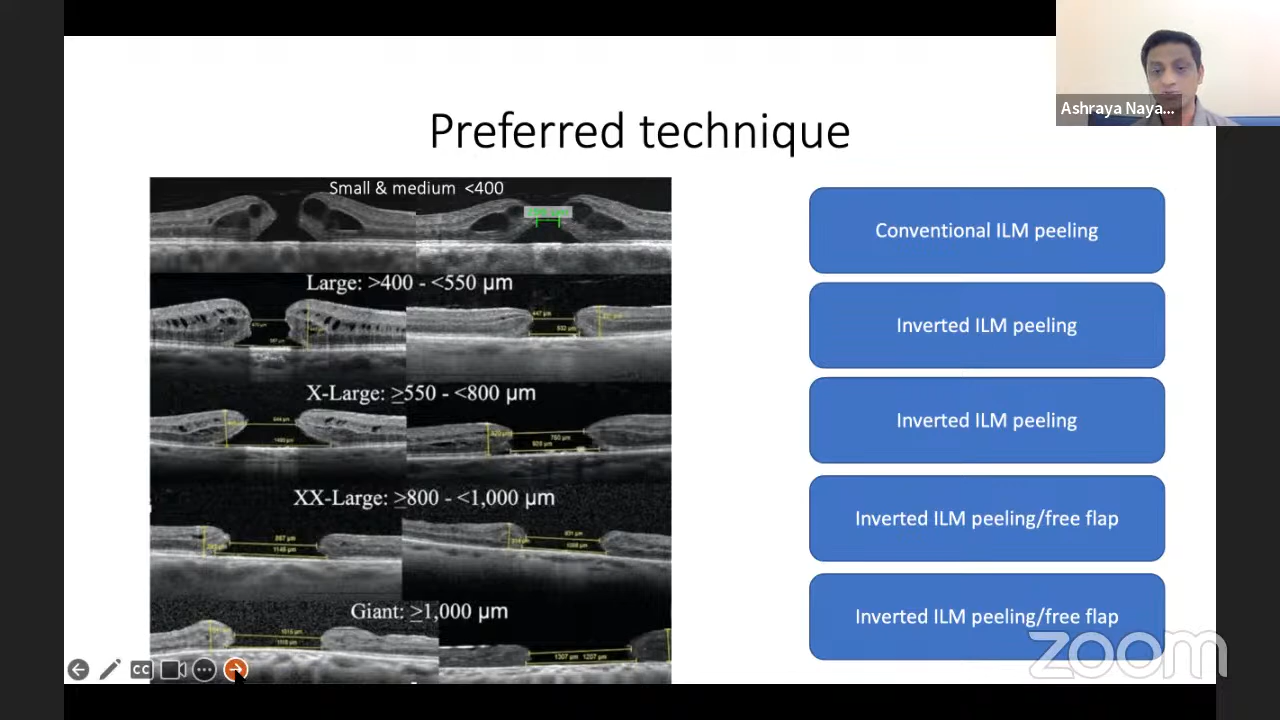 Ashraya Naya...
Preferred technique
Small & medium <400
Large: >400 - <550 µm
X-Large: ≥550 - <800 µm
XX-Large: ≥800 - <1,000 µm
Giant: ≥1,000 µm
Conventional ILM peeling
Inverted ILM peeling
Inverted ILM peeling
Inverted ILM peeling/free flap
Inverted ILM peeling/free flap
CC
zoom